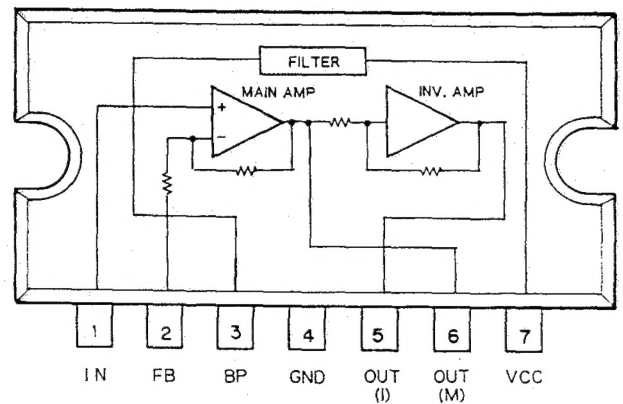 FILTER
MAIN AMP
INV. AMP
+
−
1 2 3 4 5 6 7
IN FB BP GND OUT (I) OUT (M) VCC